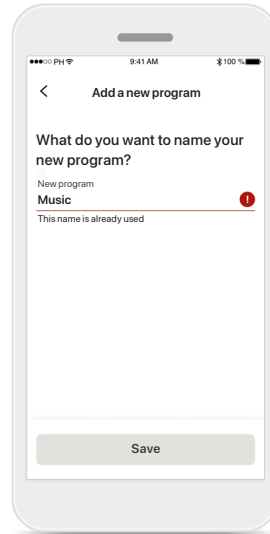 ●●●○○ PH 9:41 AM 100 %
Add a new program
What do you want to name your
new program?
New program
Music
!
This name is already used
Save